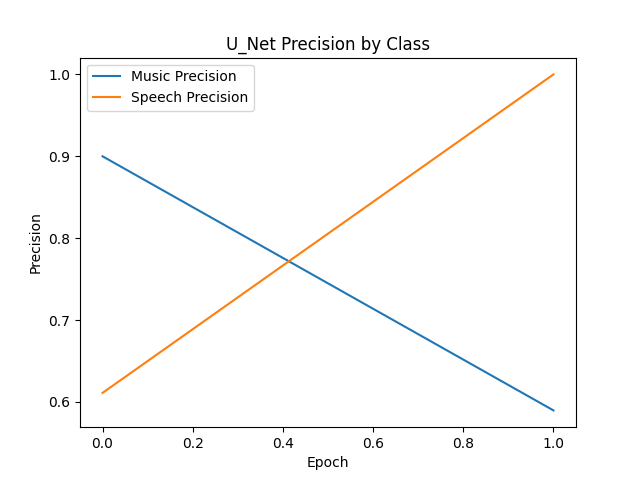 U_Net Precision by Class
Music Precision
Speech Precision
1.0
0.9
0.8
0.7
0.6
Precision
0.0 0.2 0.4 0.6 0.8 1.0
Epoch